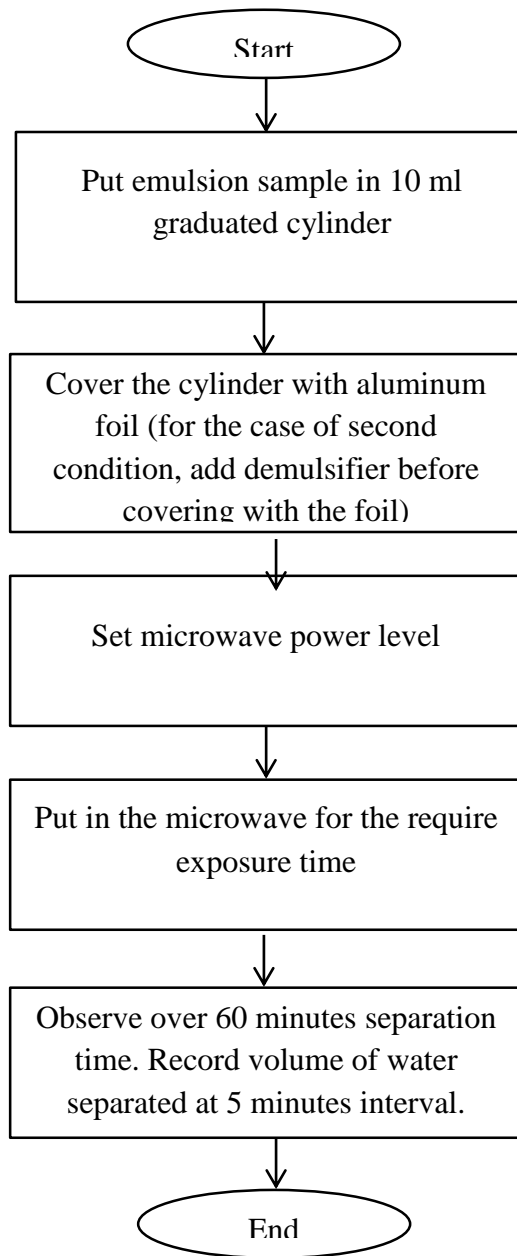 Start
Put emulsion sample in 10 ml
graduated cylinder
Cover the cylinder with aluminum
foil (for the case of second
condition, add demulsifier before
covering with the foil)
Set microwave power level
Put in the microwave for the require
exposure time
Observe over 60 minutes separation
time. Record volume of water
separated at 5 minutes interval.
End